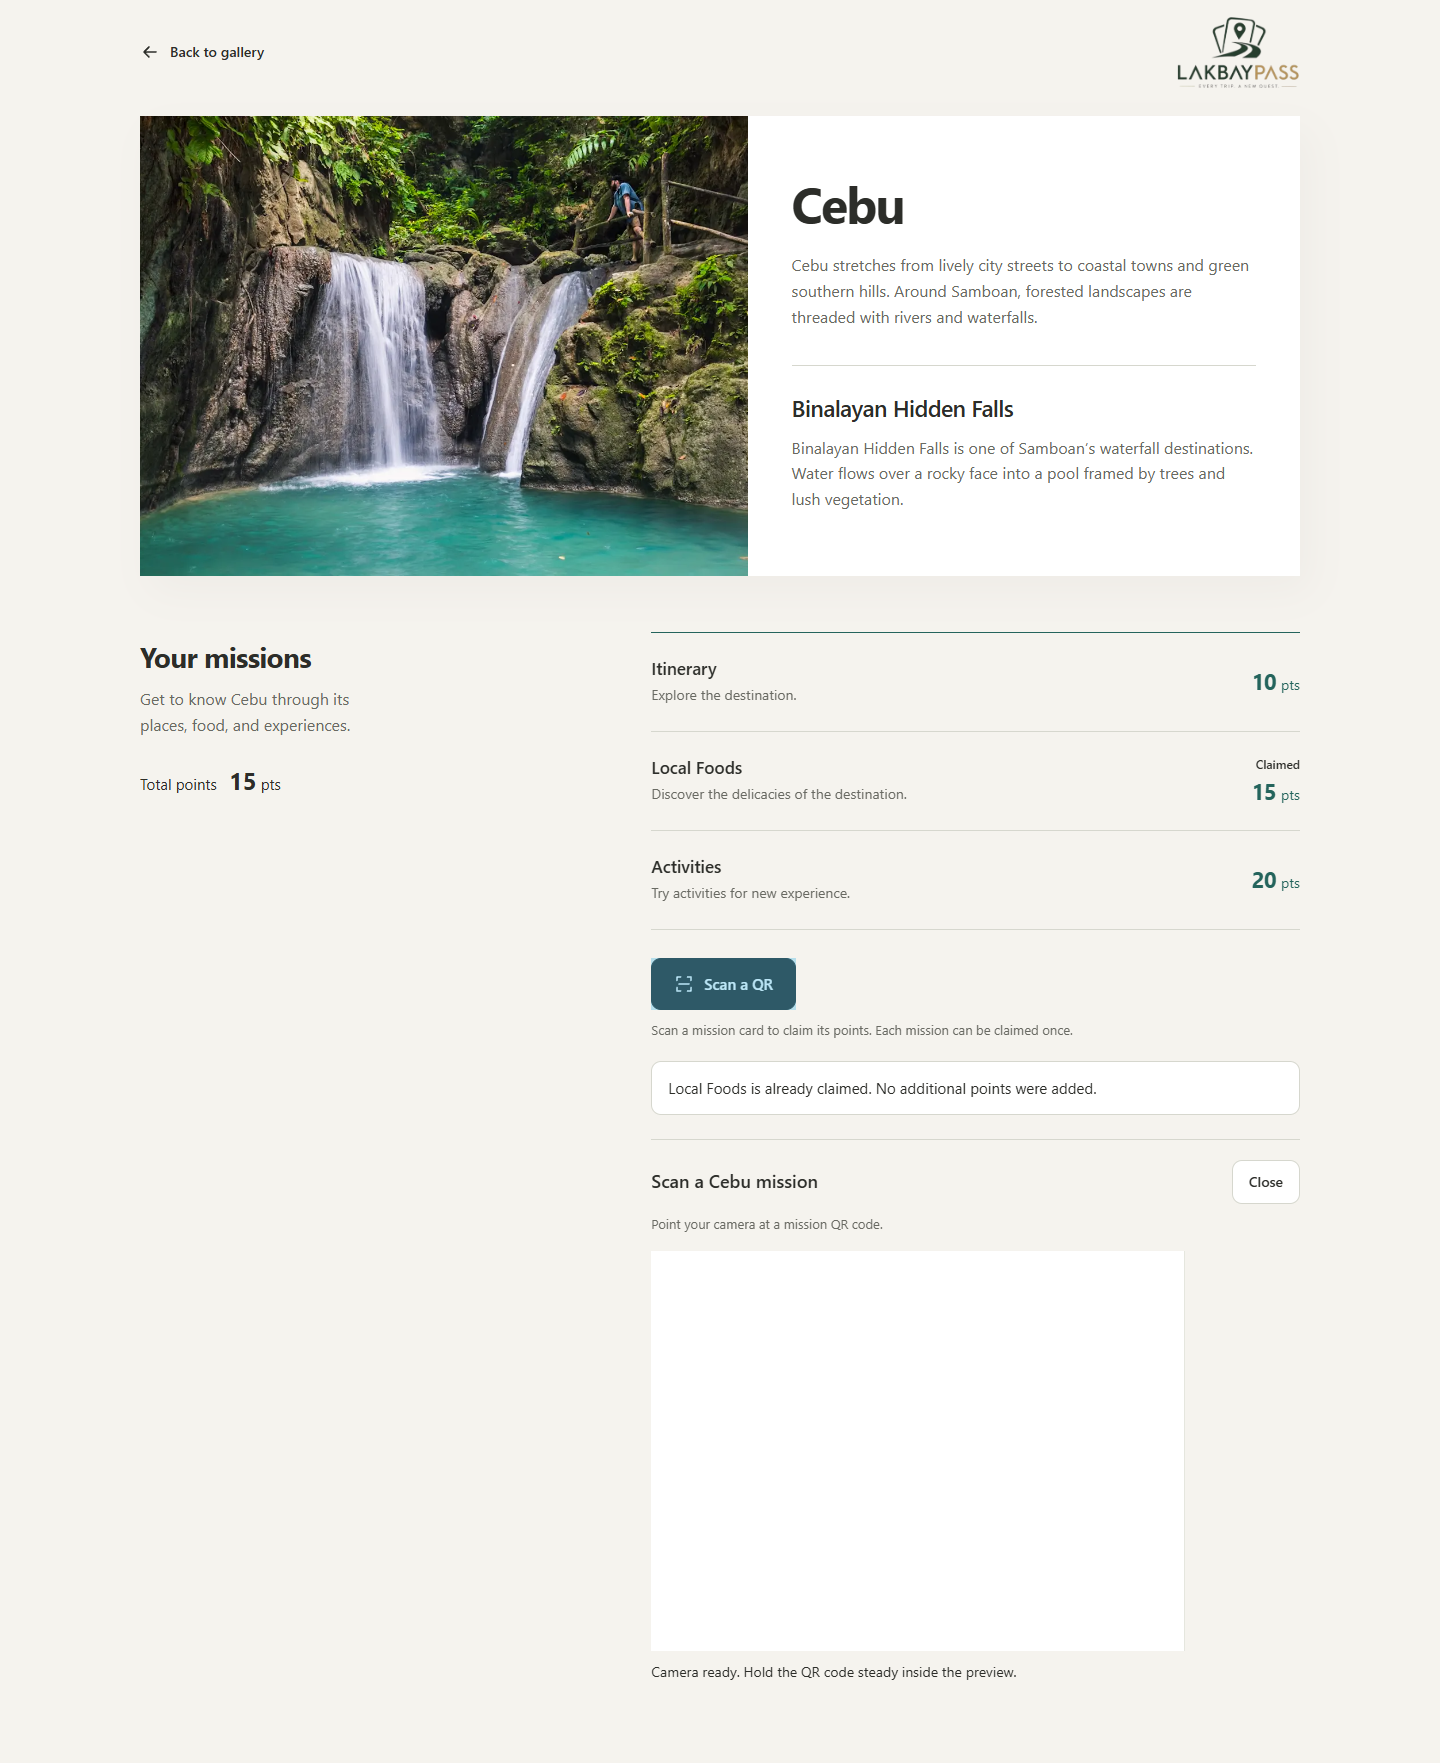 Back to gallery
LAKBAYPASS
EVERY TRIP, A NEW QUEST
Cebu
Cebu stretches from lively city streets to coastal towns and green
southern hills. Around Samboan, forested landscapes are
threaded with rivers and waterfalls.
Binalayan Hidden Falls
Binalayan Hidden Falls is one of Samboan's waterfall destinations.
Water flows over a rocky face into a pool framed by trees and
lush vegetation.
Your missions
Get to know Cebu through its
places, food, and experiences.
Total points 15 pts
Itinerary
Explore the destination.
10 pts
Local Foods
Discover the delicacies of the destination.
Claimed
15 pts
Activities
Try activities for new experience.
20 pts
Scan a QR
Scan a mission card to claim its points. Each mission can be claimed once.
Local Foods is already claimed. No additional points were added.
Scan a Cebu mission
Close
Point your camera at a mission QR code.
Camera ready. Hold the QR code steady inside the preview.